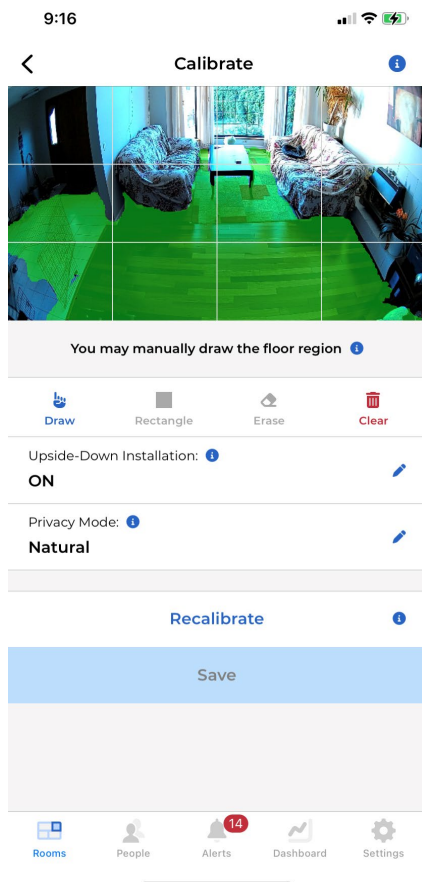 9:16
Calibrate
You may manually draw the floor region
Draw
Rectangle
Erase
Clear
Upside-Down Installation:
ON
Privacy Mode:
Natural
Recalibrate
Save
14
Rooms
People
Alerts
Dashboard
Settings